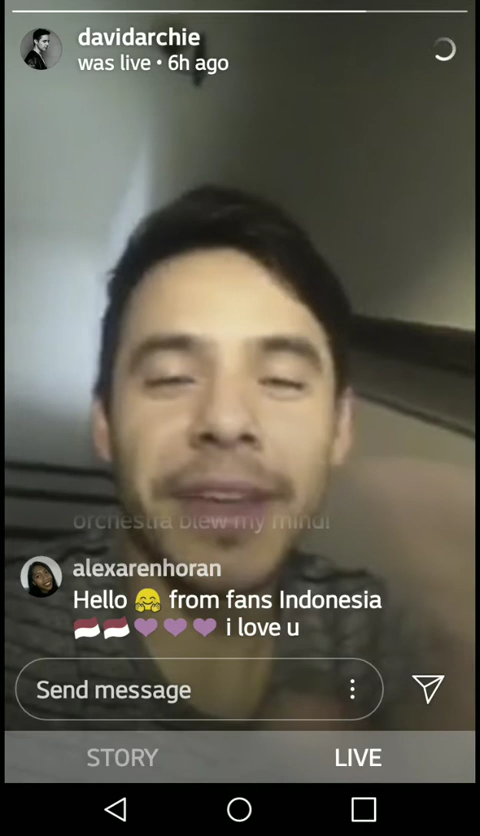 davidarchie
was live • 6h ago
orchestra blew my mind!
alexarenhoran
Hello 🤗 from fans Indonesia
🇮🇩🇮🇩💜💜💜 i love u
Send message
STORY
LIVE